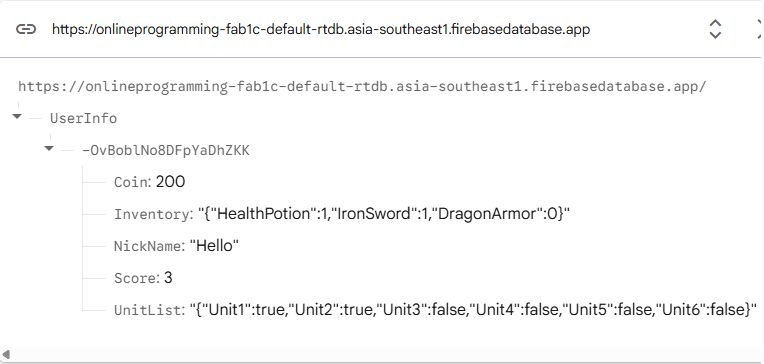 https://onlineprogramming-fab1c-default-rtdb.asia-southeast1.firebasedatabase.app
https://onlineprogramming-fab1c-default-rtdb.asia-southeast1.firebasedatabase.app/
UserInfo
-OvBoblNo8DFpYaDhZKK
Coin: 200
Inventory: "{"HealthPotion":1,"IronSword":1,"DragonArmor":0}"
NickName: "Hello"
Score: 3
UnitList: "{"Unit1":true,"Unit2":true,"Unit3":false,"Unit4":false,"Unit5":false,"Unit6":false}"